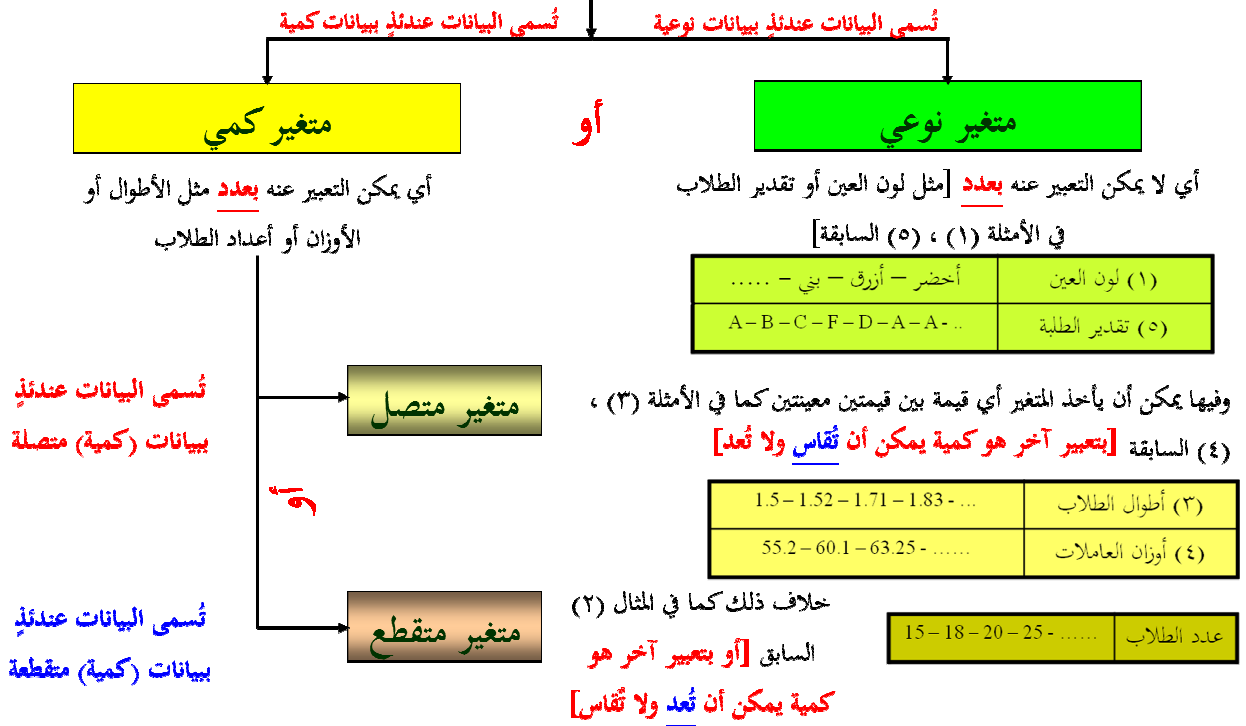 تُسمى البيانات عندئذٍ ببيانات نوعية
تُسمى البيانات عندئذٍ ببيانات كمية
متغير نوعي
أو
متغير كمي
أي لا يمكن التعبير عنه بعدد [مثل لون العين أو تقدير الطلاب
في الأمثلة (١) ، (٥) السابقة]
أي يمكن التعبير عنه بعدد مثل الأطوال أو
الأوزان أو أعداد الطلاب
(١) لون العين أخضر – أزرق – بني – .....
(٥) تقدير الطلبة A – B – C – F – D – A – A - ..
متغير متصل
تُسمى البيانات عندئذٍ
ببيانات (كمية) متصلة
وفيها يمكن أن يأخذ المتغير أي قيمة بين قيمتين معينتين كما في الأمثلة (٣) ،
(٤) السابقة [بتعبير آخر هو كمية يمكن أن تُقاس ولا تُعد]
(٣) أطوال الطلاب 1.5 – 1.52 – 1.71 – 1.83 - ...
(٤) أوزان العاملات 55.2 – 60.1 – 63.25 - ......
أو
متغير متقطع
تُسمى البيانات عندئذٍ
ببيانات (كمية) متقطعة
خلاف ذلك كما في المثال (٢)
السابق [أو بتعبير آخر هو
كمية يمكن أن تُعد ولا تُقاس]
عدد الطلاب 15 – 18 – 20 – 25 - ......